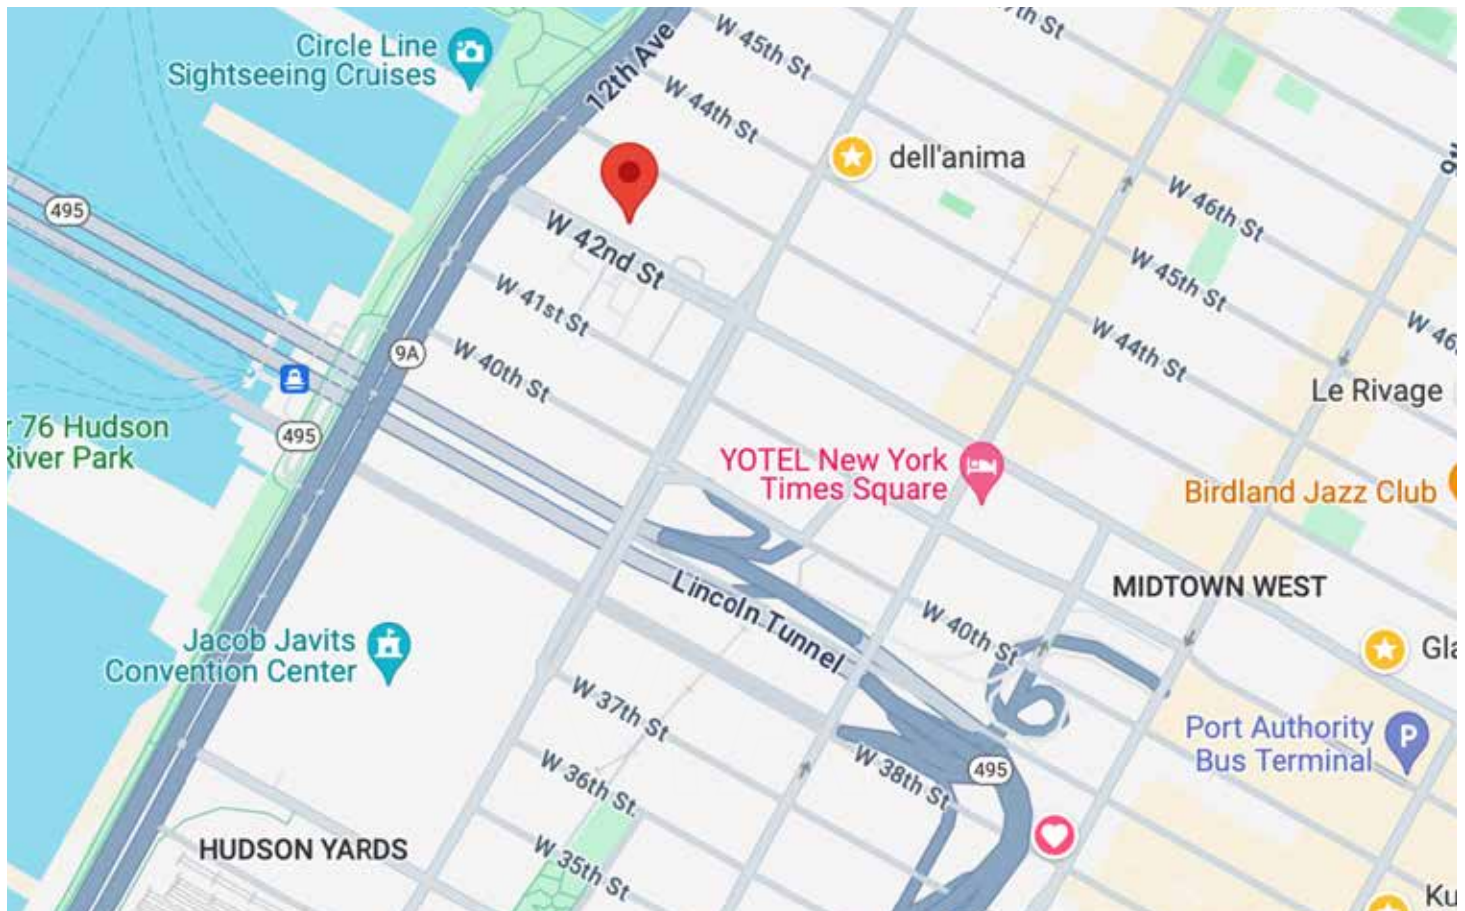 Circle Line
Sightseeing Cruises
12th Ave
W 45th St
W 44th St
dell'anima
495
W 42nd St
W 46th St
W 45th St
W 41st St
9A
W 40th St
W 44th St
Le Rivage
495
76 Hudson
River Park
YOTEL New York
Times Square
Birdland Jazz Club
MIDTOWN WEST
Lincoln Tunnel
W 40th St
Jacob Javits
Convention Center
W 37th St
Port Authority
Bus Terminal
P
W 36th St
W 38th St
495
HUDSON YARDS
W 35th St